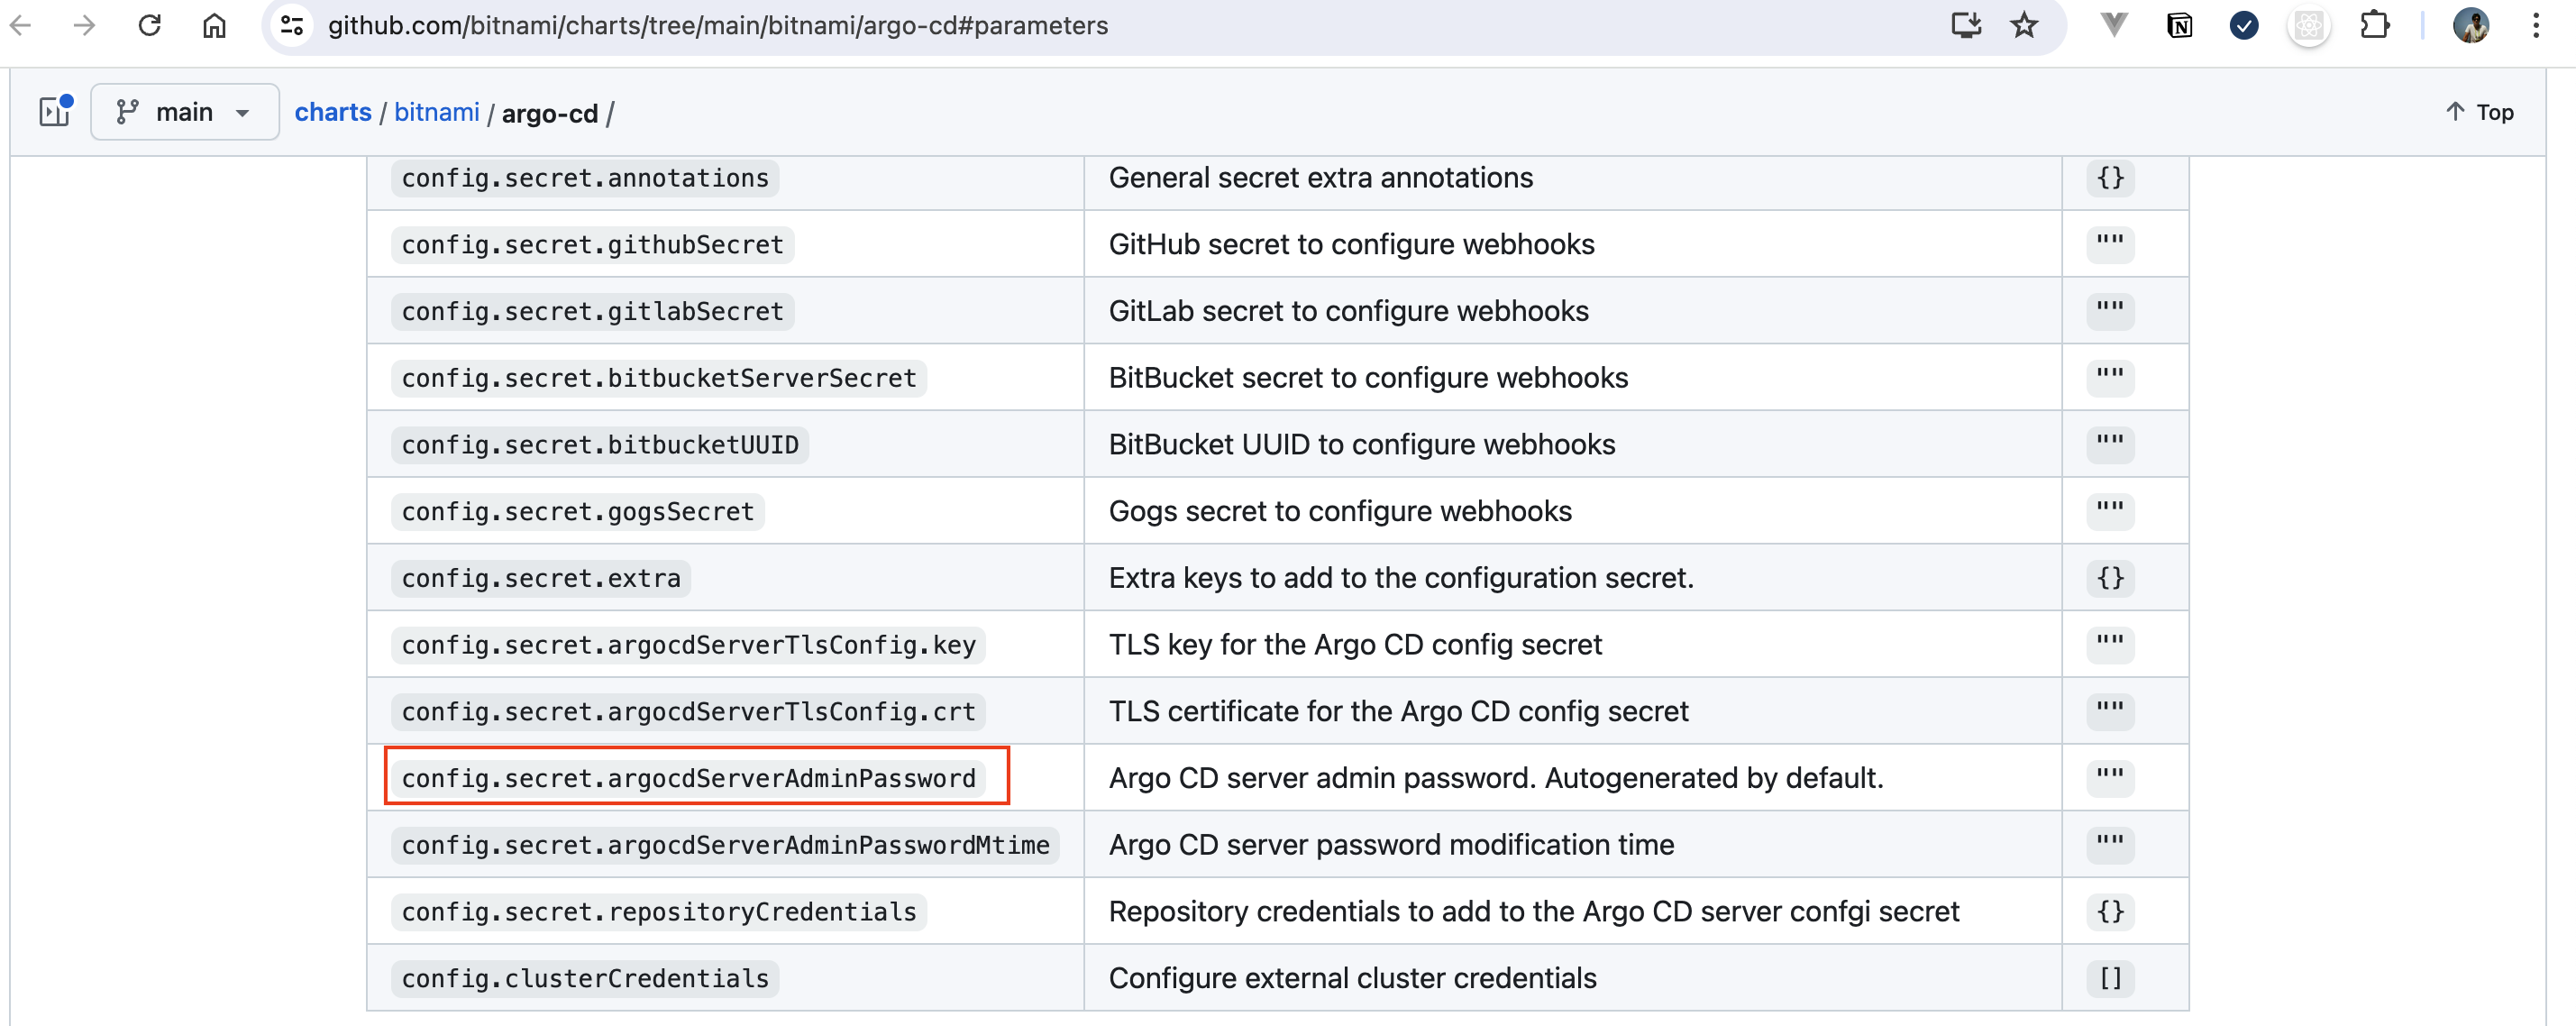 github.com/bitnami/charts/tree/main/bitnami/argo-cd#parameters
main charts / bitnami / argo-cd / Top
config.secret.annotations General secret extra annotations {}
config.secret.githubSecret GitHub secret to configure webhooks ""
config.secret.gitlabSecret GitLab secret to configure webhooks ""
config.secret.bitbucketServerSecret BitBucket secret to configure webhooks ""
config.secret.bitbucketUUID BitBucket UUID to configure webhooks ""
config.secret.gogsSecret Gogs secret to configure webhooks ""
config.secret.extra Extra keys to add to the configuration secret. {}
config.secret.argocdServerTlsConfig.key TLS key for the Argo CD config secret ""
config.secret.argocdServerTlsConfig.crt TLS certificate for the Argo CD config secret ""
config.secret.argocdServerAdminPassword Argo CD server admin password. Autogenerated by default. ""
config.secret.argocdServerAdminPasswordMtime Argo CD server password modification time ""
config.secret.repositoryCredentials Repository credentials to add to the Argo CD server confgi secret {}
config.clusterCredentials Configure external cluster credentials []